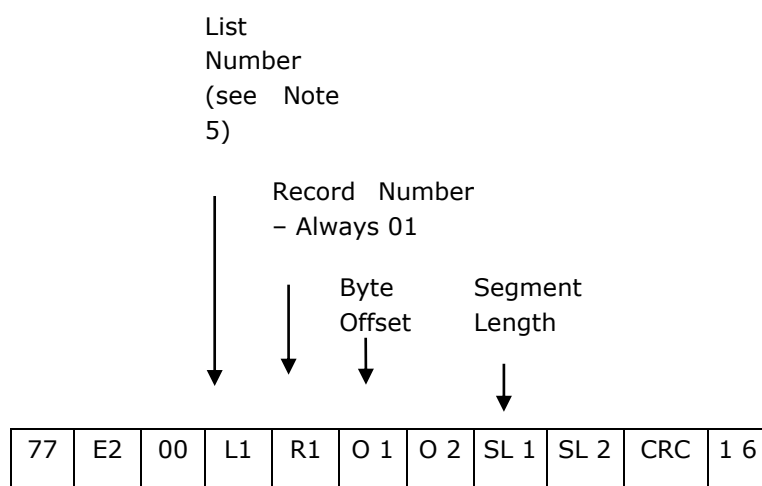 List
Number
(see Note
5)
Record Number
– Always 01
Byte
Offset
Segment
Length
77 E2 00 L1 R1 O 1 O 2 SL 1 SL 2 CRC 1 6